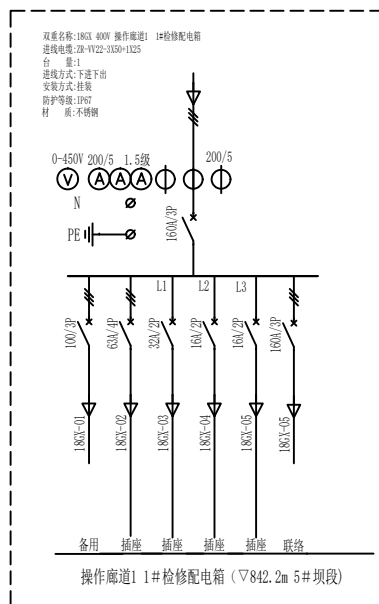 双重名称:18GX 400V 操作廊道1 1#检修配电箱
进线电缆:ZR-VV22-3X50+1X25
台 量:1
进线方式:下进下出
安装方式:挂装
防护等级:IP67
材 质:不锈钢
0-450V 200/5 1.5级 200/5
V A A A
N
PE
160A/3P
L1 L2 L3
100/3P 63A/4P 32A/2P 16A/2P 16A/2P 160A/3P
18GX-01 18GX-02 18GX-03 18GX-04 18GX-05 18GX-05
备用 插座 插座 插座 插座 联络
操作廊道1 1#检修配电箱 (▽842.2m 5#坝段)